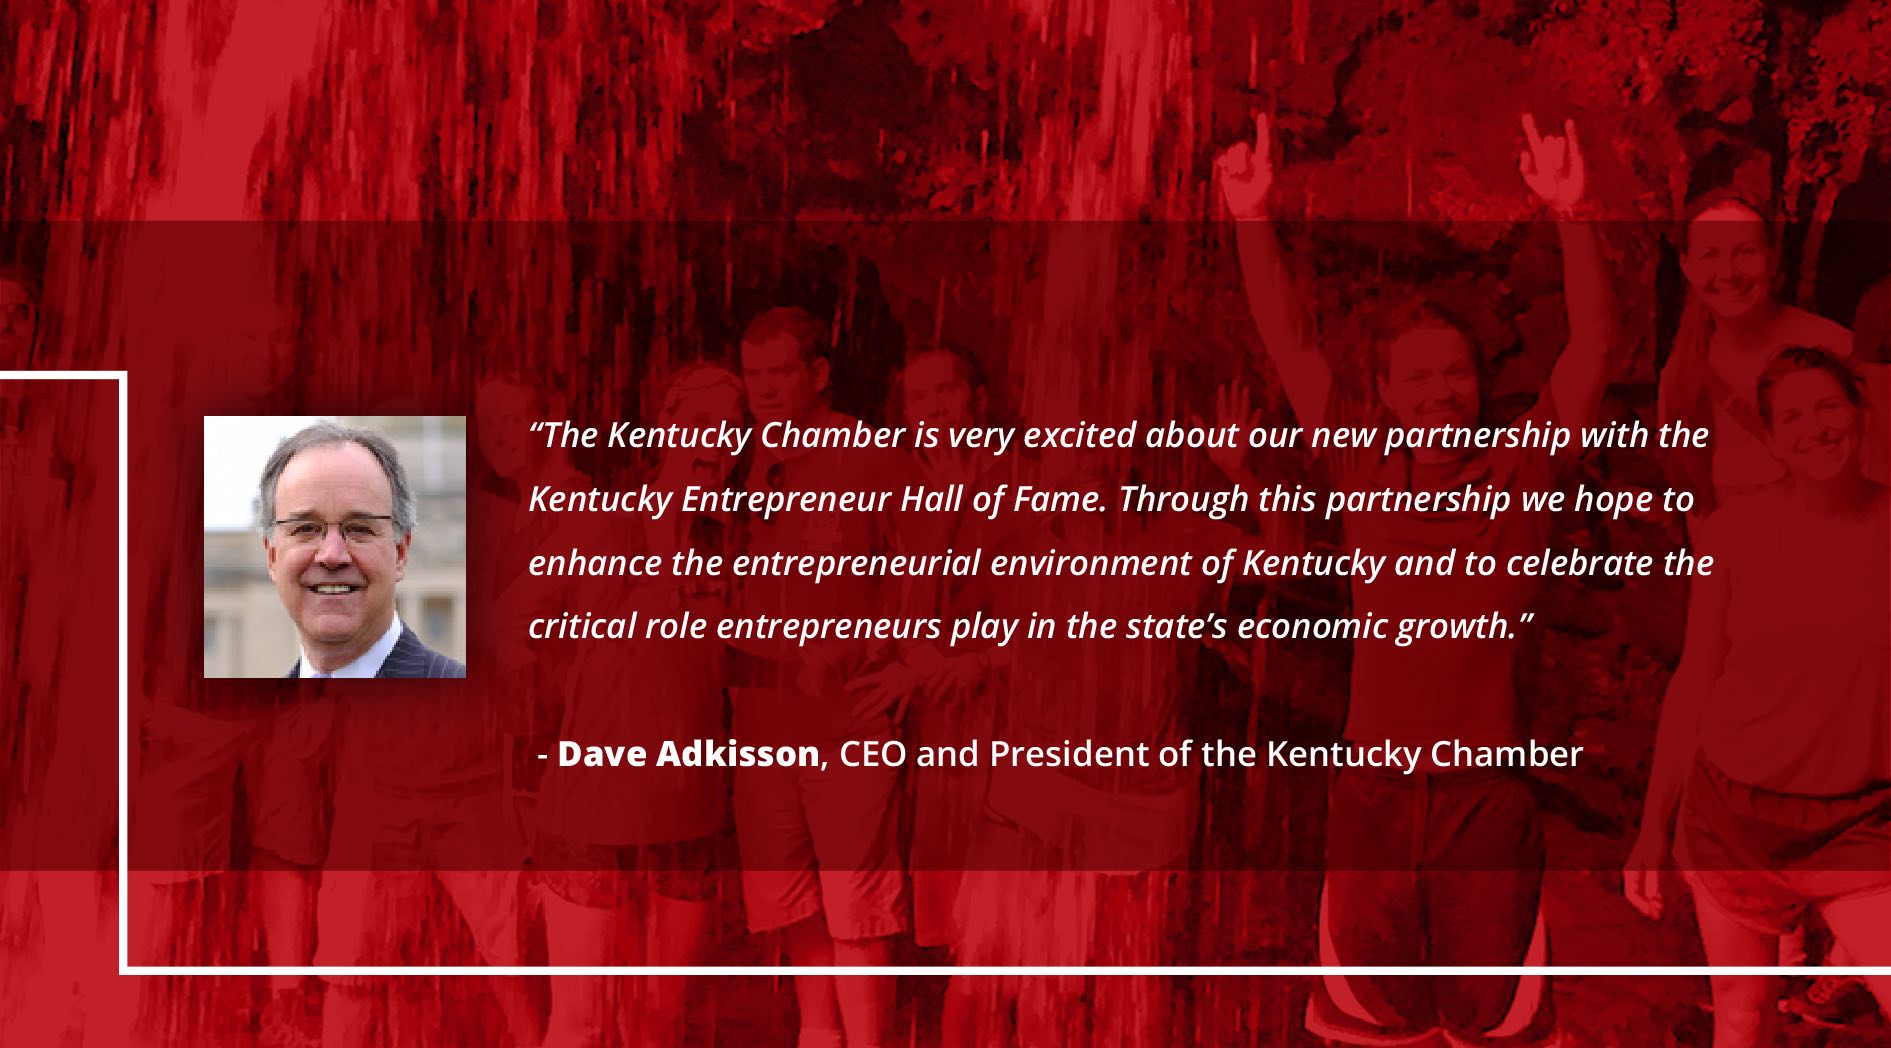 “The Kentucky Chamber is very excited about our new partnership with the
Kentucky Entrepreneur Hall of Fame. Through this partnership we hope to
enhance the entrepreneurial environment of Kentucky and to celebrate the
critical role entrepreneurs play in the state’s economic growth.”
- Dave Adkisson, CEO and President of the Kentucky Chamber